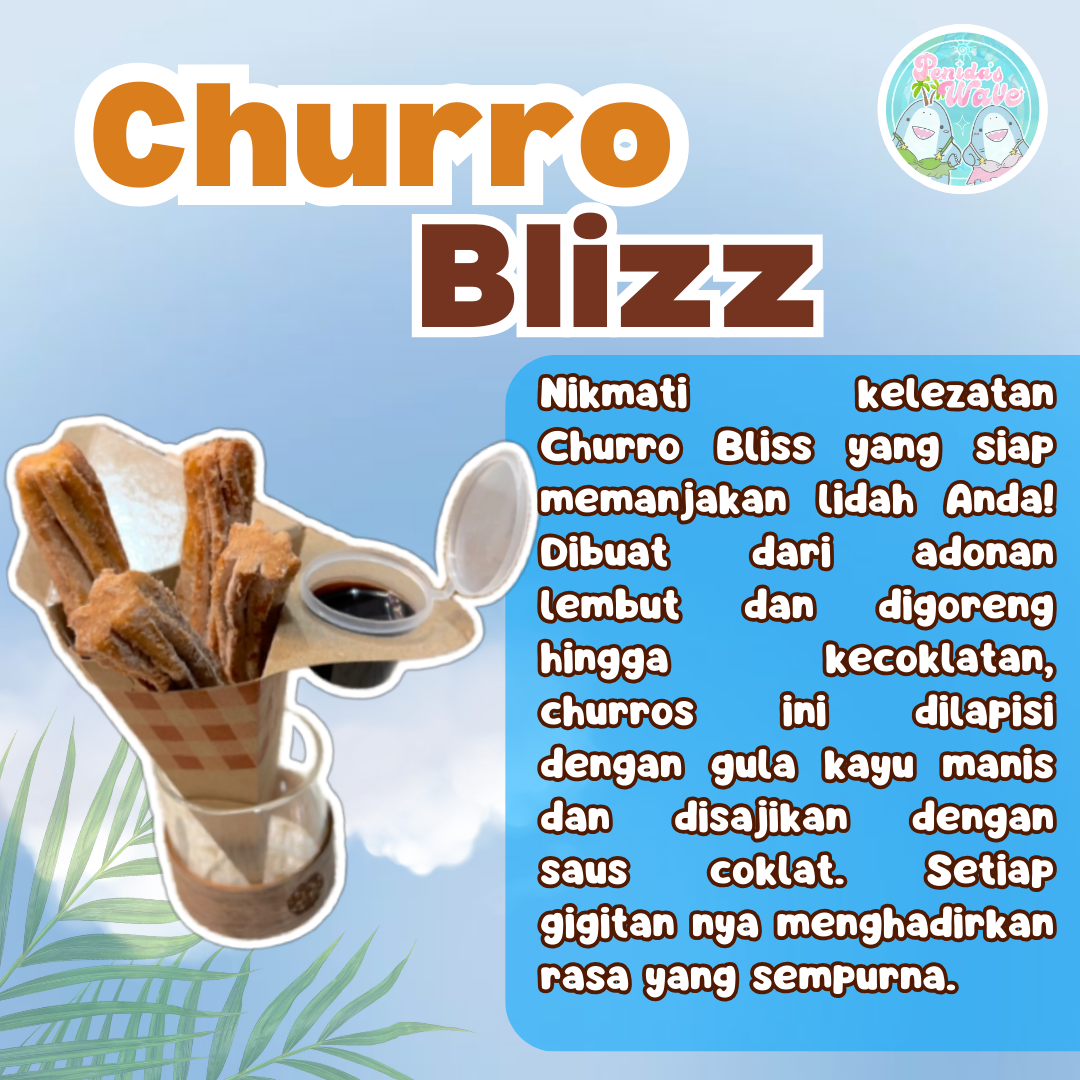 Churro
Blizz
Penida's
Wave
Nikmati kelezatan
Churro Bliss yang siap
memanjakan lidah Anda!
Dibuat dari adonan
lembut dan digoreng
hingga kecoklatan,
churros ini dilapisi
dengan gula kayu manis
dan disajikan dengan
saus coklat. Setiap
gigitan nya menghadirkan
rasa yang sempurna.